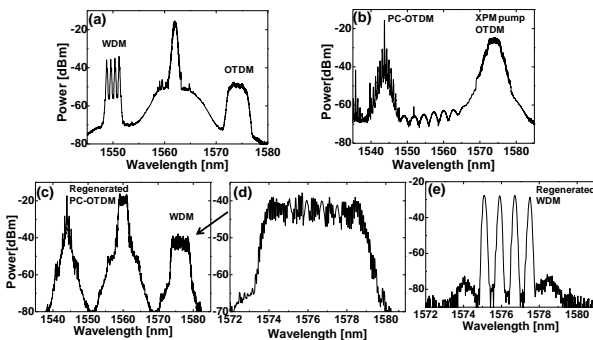 (a)
WDM
OTDM
Power [dBm]
-20
-40
-60
-80
1550
1560
1570
1580
Wavelength [nm]
(b)
PC-OTDM
XPM pump
OTDM
Power [dBm]
-20
-40
-60
-80
1540
1550
1560
1570
1580
Wavelength [nm]
(c)
Regenerated
PC-OTDM
WDM
Power[dBm]
-20
-40
-60
-80
1540
1550
1560
1570
1580
Wavelength [nm]
(d)
-40
-50
-60
-70
1572
1574
1576
1578
1580
Wavelength [nm]
(e)
Regenerated
WDM
-20
-40
-60
-80
1572
1575
1578
1580
Wavelength [nm]